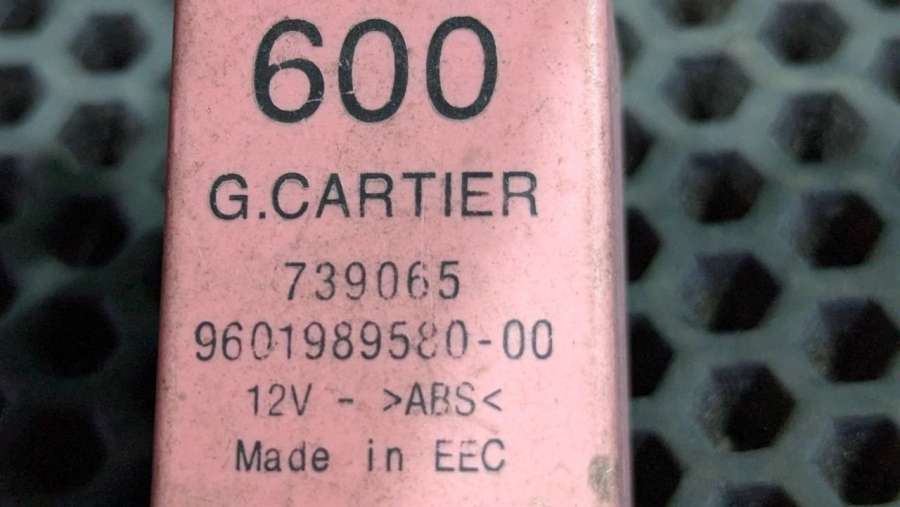 600
G.CARTIER
739065
9601989580-00
12V - >ABS<
Made in EEC